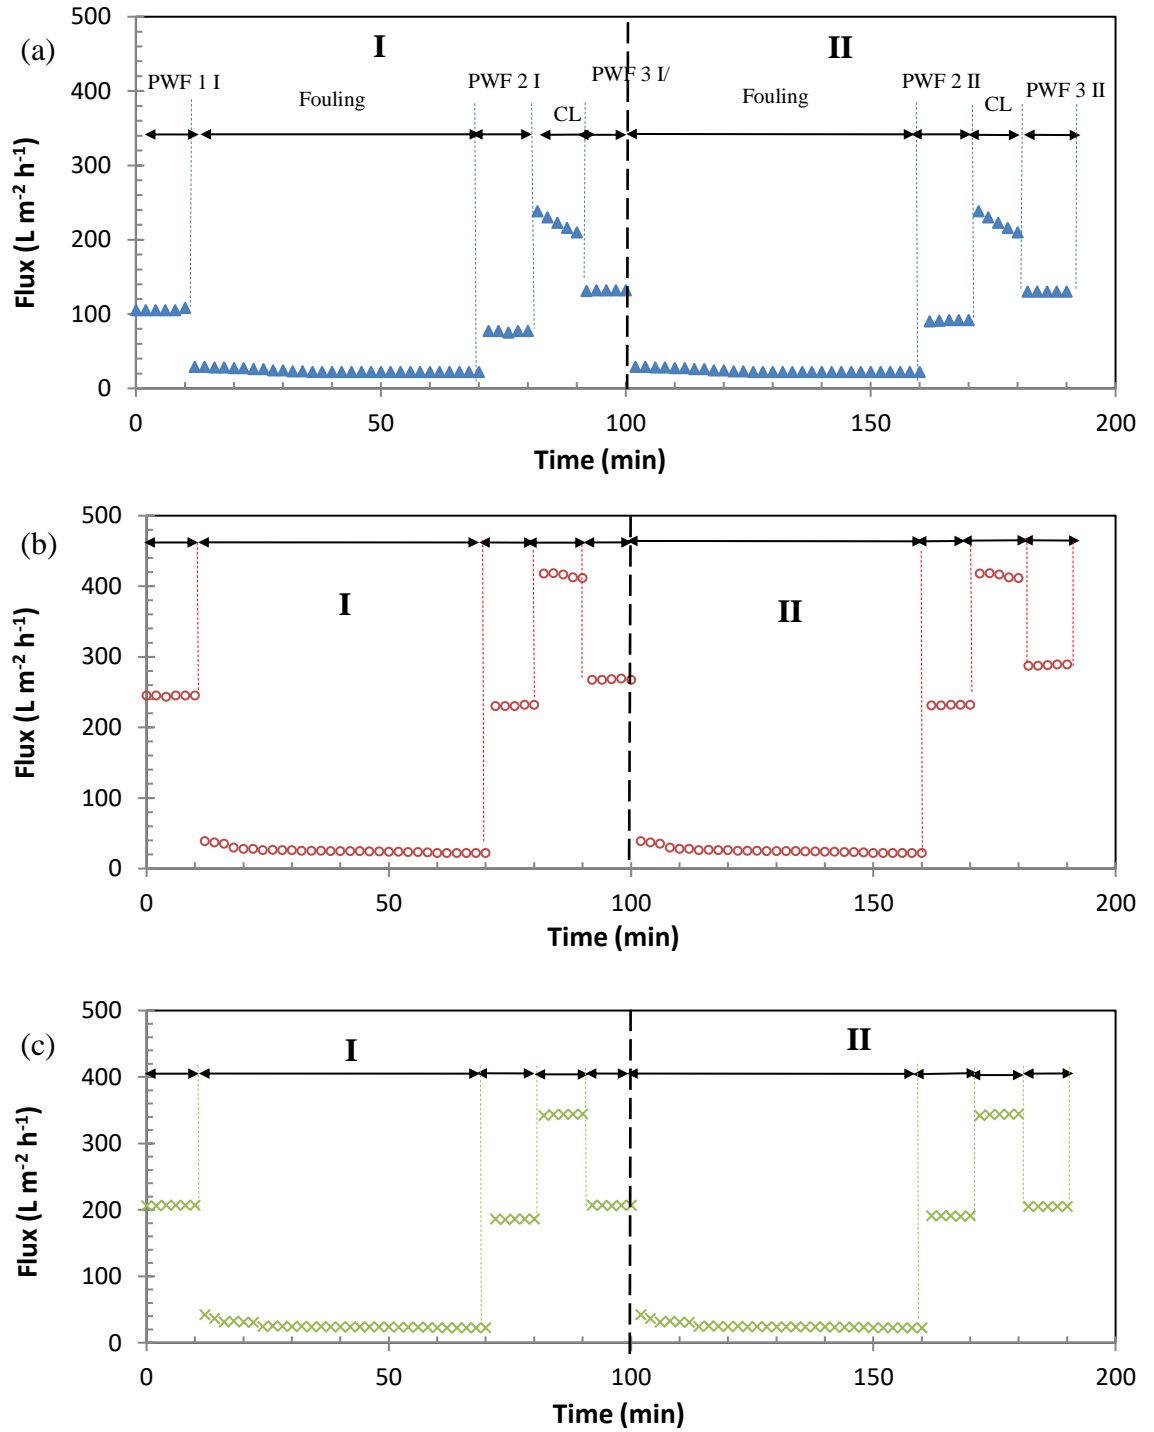 (a)
500
400
300
200
100
0
Flux (L m-2 h-1)
I
II
PWF 1 I
Fouling
PWF 2 I
CL
PWF 3 I/
Fouling
PWF 2 II
CL
PWF 3 II
0 50 100 150 200
Time (min)
(b)
500
400
300
200
100
0
Flux (L m-2 h-1)
I
II
0 50 100 150 200
Time (min)
(c)
500
400
300
200
100
0
Flux (L m-2 h-1)
I
II
0 50 100 150 200
Time (min)